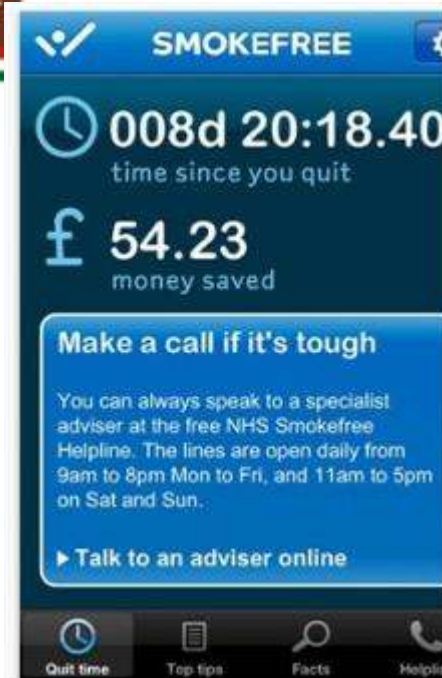 SMOKEFREE
008d 20:18.40
time since you quit
£ 54.23
money saved
Make a call if it's tough
You can always speak to a specialist
adviser at the free NHS Smokefree
Helpline. The lines are open daily from
9am to 8pm Mon to Fri, and 11am to 5pm
on Sat and Sun.
Talk to an adviser online
Quit time Top tips Facts